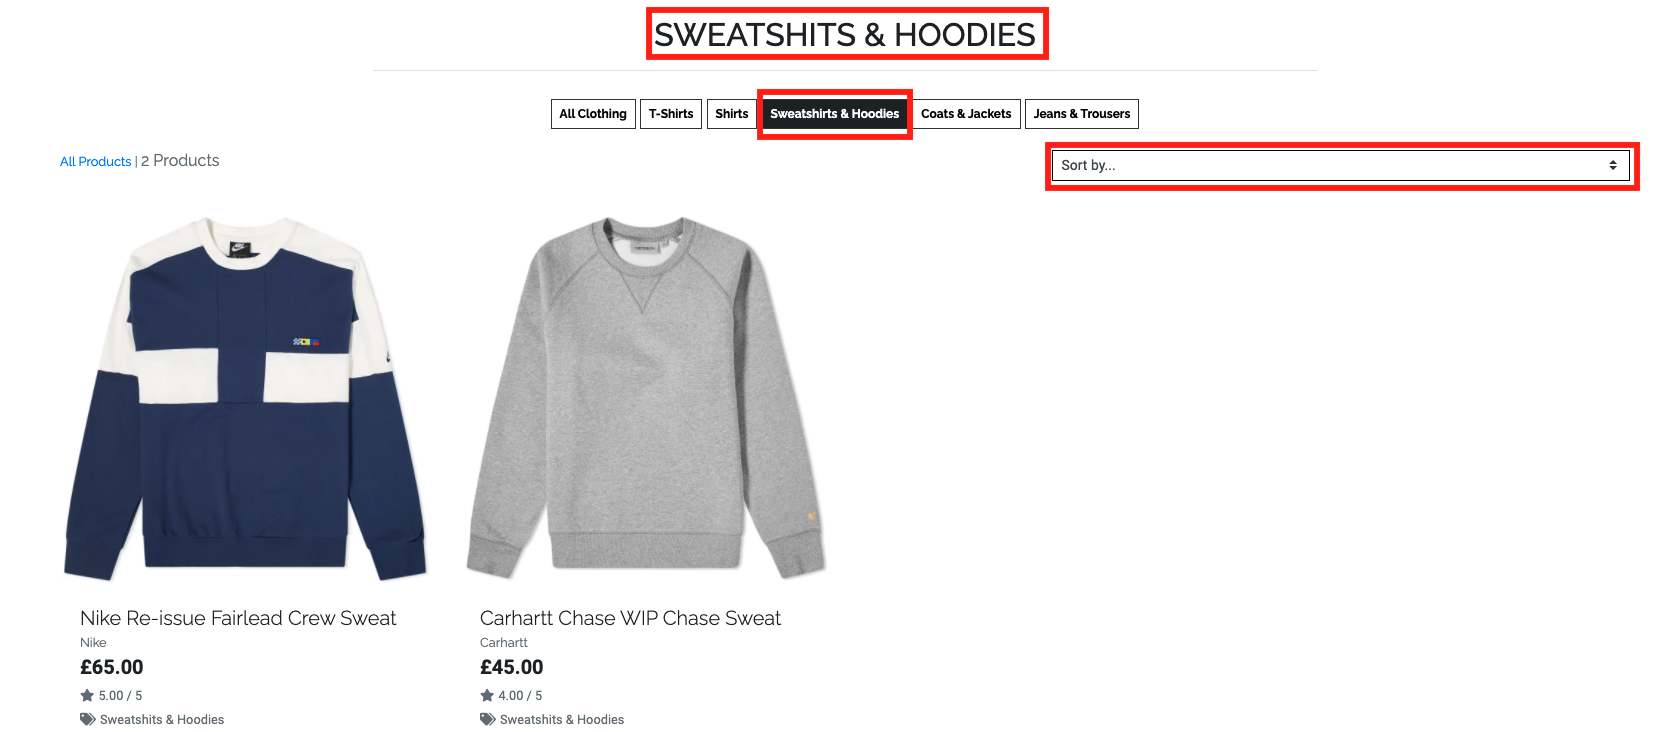 SWEATSHITS & HOODIES
All Clothing T-Shirts Shirts Sweatshirts & Hoodies Coats & Jackets Jeans & Trousers
All Products | 2 Products
Sort by...
Nike Re-issue Fairlead Crew Sweat
Nike
£65.00
5.00 / 5
Sweatshits & Hoodies
Carhartt Chase WIP Chase Sweat
Carhartt
£45.00
4.00 / 5
Sweatshits & Hoodies